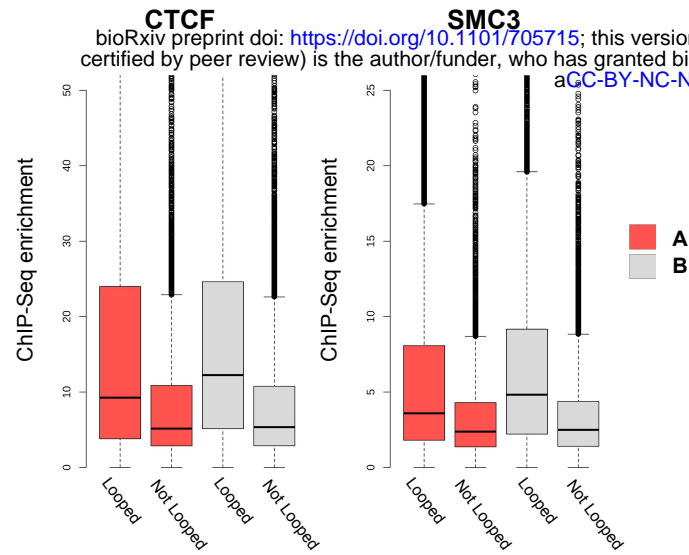 CTCF SMC3
bioRxiv preprint doi: https://doi.org/10.1101/705715; this version
certified by peer review) is the author/funder, who has granted bi
aCC-BY-NC-N
ChIP-Seq enrichment
50
40
30
20
10
0
Looped
Not Looped
Looped
Not Looped
ChIP-Seq enrichment
25
20
15
10
5
0
Looped
Not Looped
Looped
Not Looped
A
B